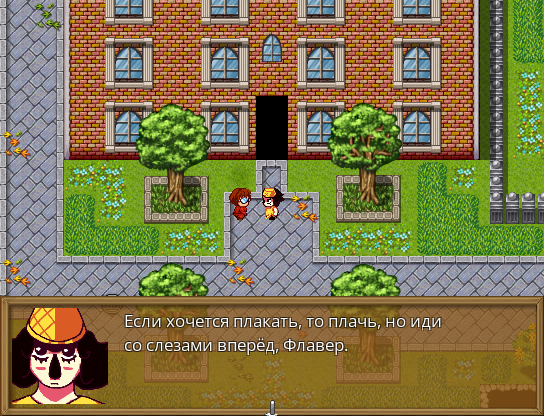 Если хочется плакать, то плачь, но иди
со слезами вперёд, Флавер.